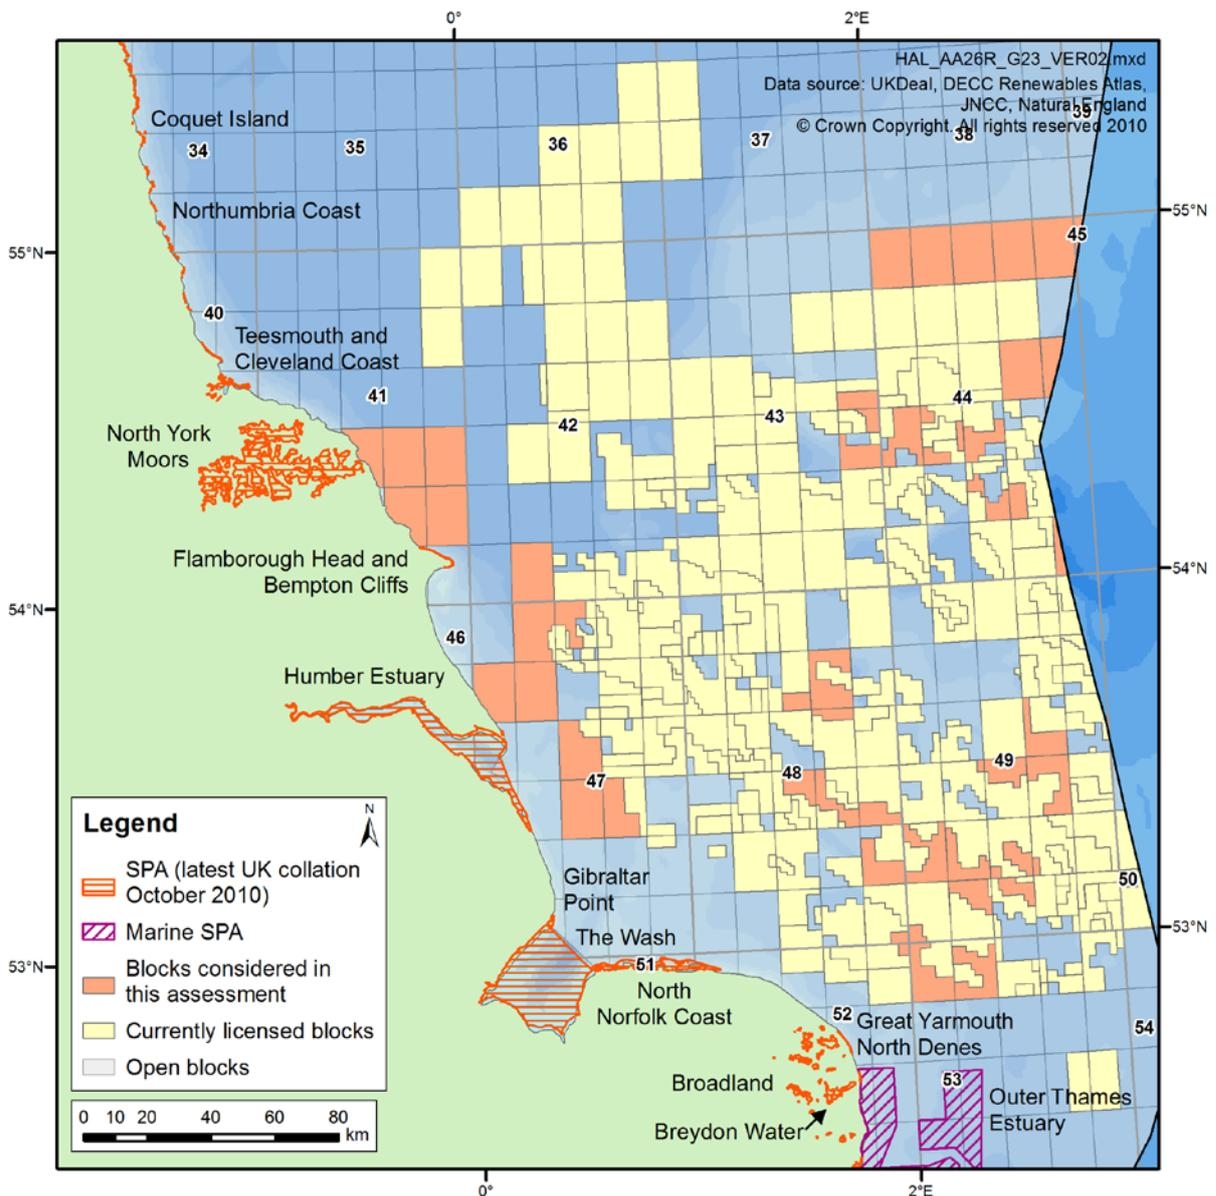 0°
2°E
HAL_AA26R_G23_VER02.mxd
Data source: UKDeal, DECC Renewables Atlas,
JNCC, Natural England
© Crown Copyright. All rights reserved 2010
39
38
Coquet Island
34
35
36
37
Northumbria Coast
55°N
45
55°N
40
Teesmouth and
Cleveland Coast
41
44
43
42
North York
Moors
Flamborough Head and
Bempton Cliffs
54°N
54°N
46
Humber Estuary
49
48
47
Legend
N
SPA (latest UK collation
October 2010)
Marine SPA
Blocks considered in
this assessment
Currently licensed blocks
Open blocks
0 10 20 40 60 80
km
Gibraltar
Point
50
The Wash
53°N
53°N
51
North
Norfolk Coast
52
Great Yarmouth
North Denes
54
Broadland
53
Outer Thames
Estuary
Breydon Water
0°
2°E